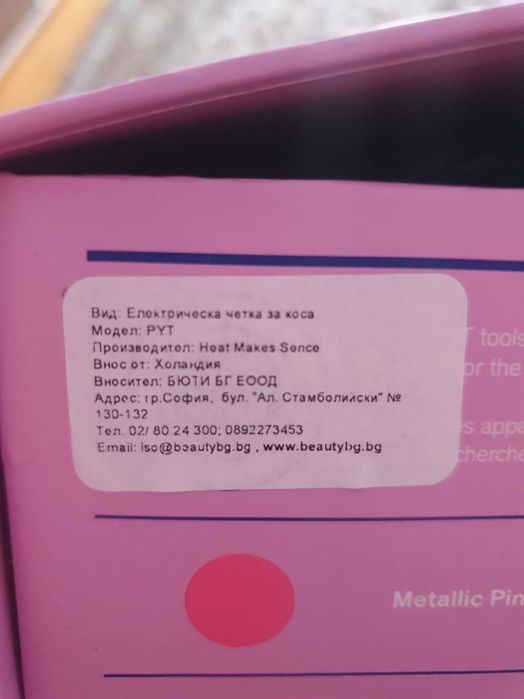 Вид: Електрическа четка за коса
Модел: PYT
Производител: Heat Makes Sence
Внос от: Холандия
Вносител: БЮТИ БГ ЕООД
Адрес: гр.София, бул. "Ал. Стамболийски" №
130-132
Тел. 02/ 80 24 300; 0892273453
Email: iso@beautybg.bg , www.beautybg.bg
tools
or the
Metallic Pin